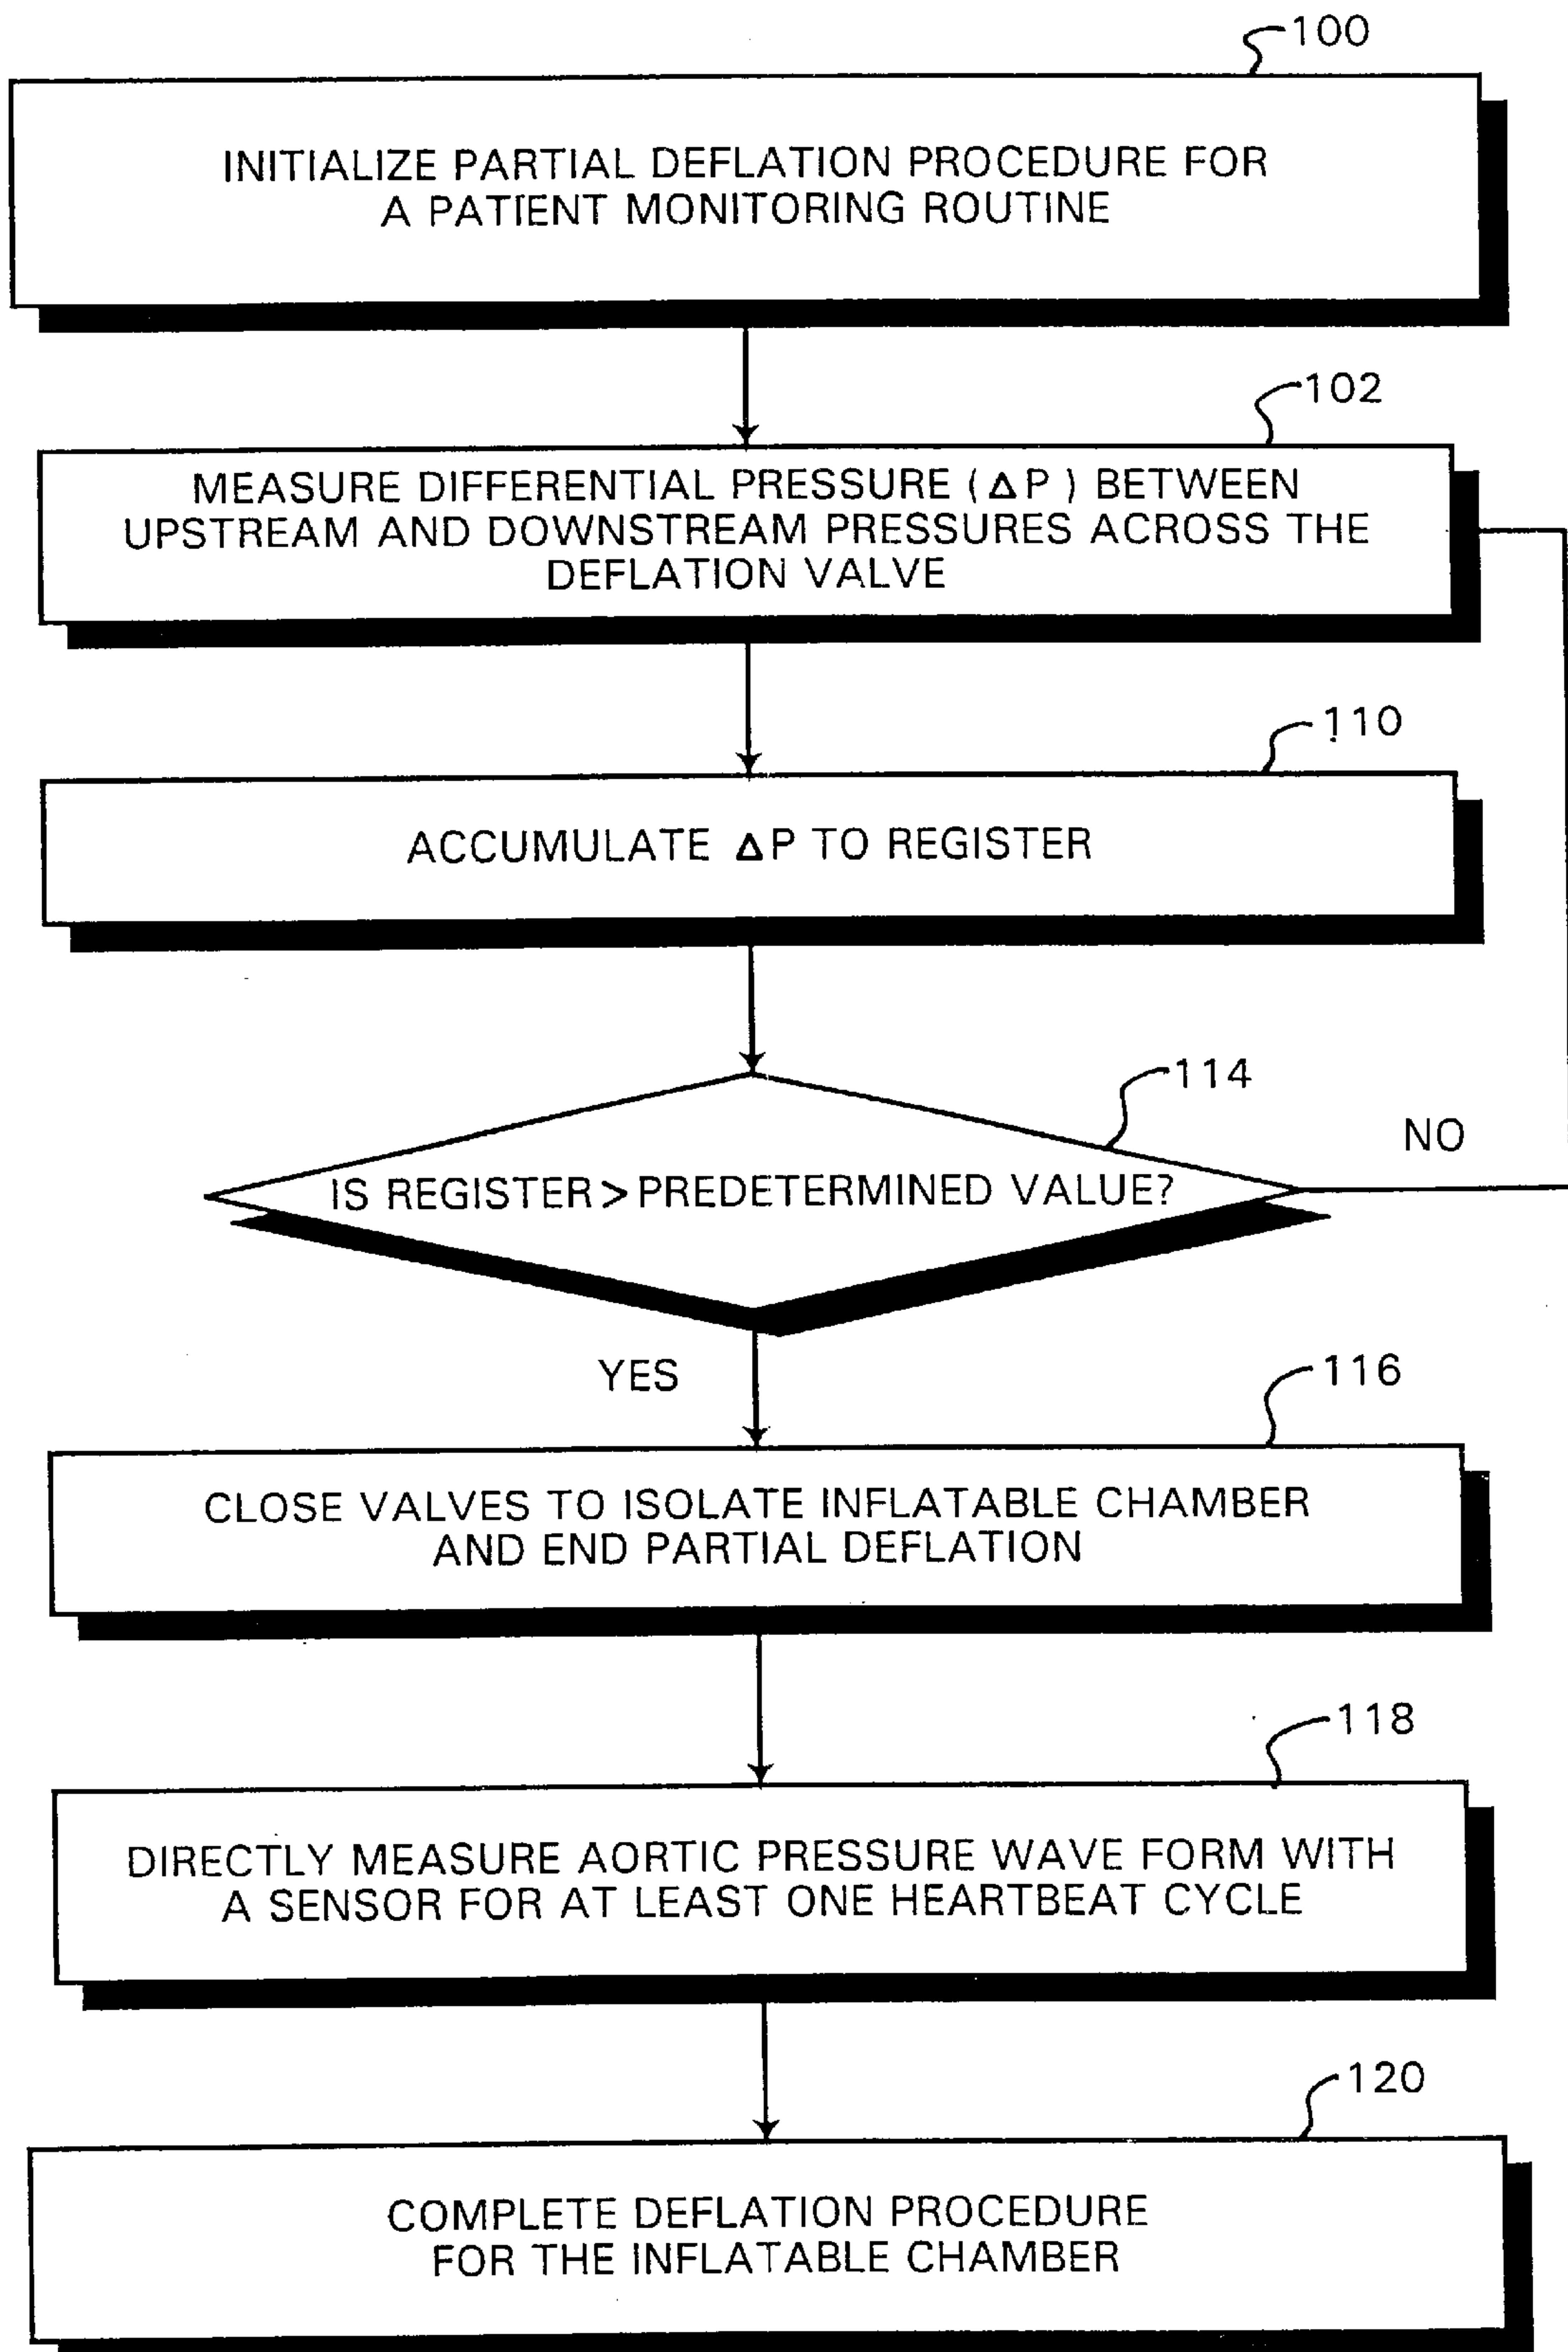 100
INITIALIZE PARTIAL DEFLATION PROCEDURE FOR
A PATIENT MONITORING ROUTINE
102
MEASURE DIFFERENTIAL PRESSURE (ΔP) BETWEEN
UPSTREAM AND DOWNSTREAM PRESSURES ACROSS THE
DEFLATION VALVE
110
ACCUMULATE ΔP TO REGISTER
114
NO
IS REGISTER>PREDETERMINED VALUE?
YES
116
CLOSE VALVES TO ISOLATE INFLATABLE CHAMBER
AND END PARTIAL DEFLATION
118
DIRECTLY MEASURE AORTIC PRESSURE WAVE FORM WITH
A SENSOR FOR AT LEAST ONE HEARTBEAT CYCLE
120
COMPLETE DEFLATION PROCEDURE
FOR THE INFLATABLE CHAMBER